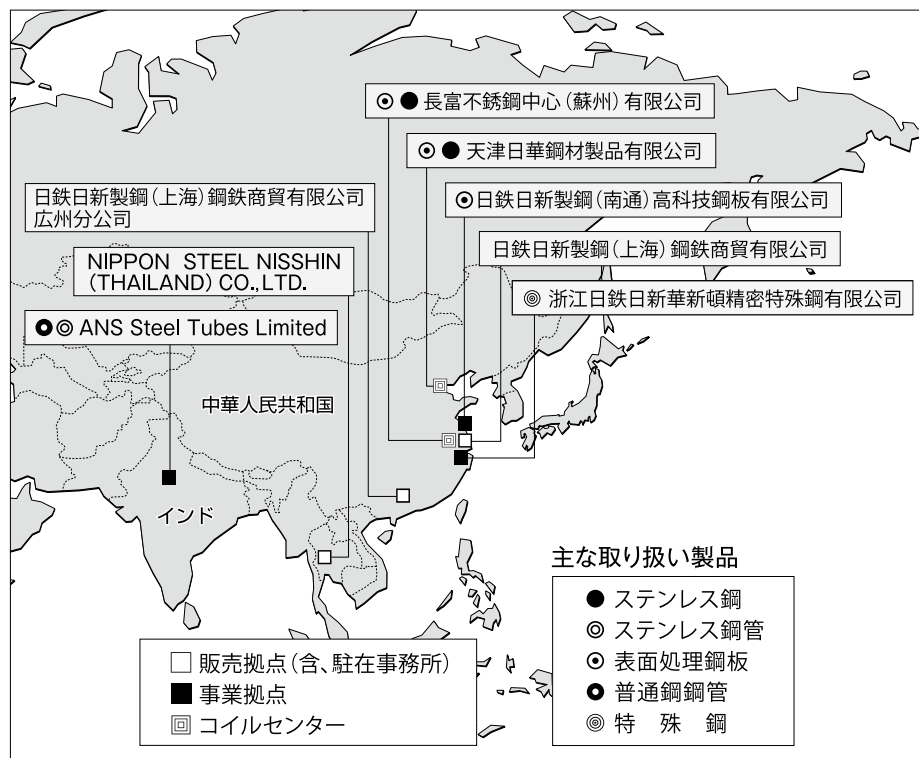 ◉ ● 長富不銹鋼中心(蘇州)有限公司
◉ ● 天津日華鋼材製品有限公司
日鉄日新製鋼(上海)鋼鉄商貿有限公司
広州分公司
◉日鉄日新製鋼(南通)高科技鋼板有限公司
日鉄日新製鋼(上海)鋼鉄商貿有限公司
NIPPON STEEL NISSHIN
(THAILAND) CO.,LTD.
浙江日鉄日新華新頓精密特殊鋼有限公司
ANS Steel Tubes Limited
中華人民共和国
インド
主な取り扱い製品
● ステンレス鋼
◎ ステンレス鋼管
◉ 表面処理鋼板
普通鋼鋼管
特 殊 鋼
□ 販売拠点(含、駐在事務所)
■ 事業拠点
コイルセンター